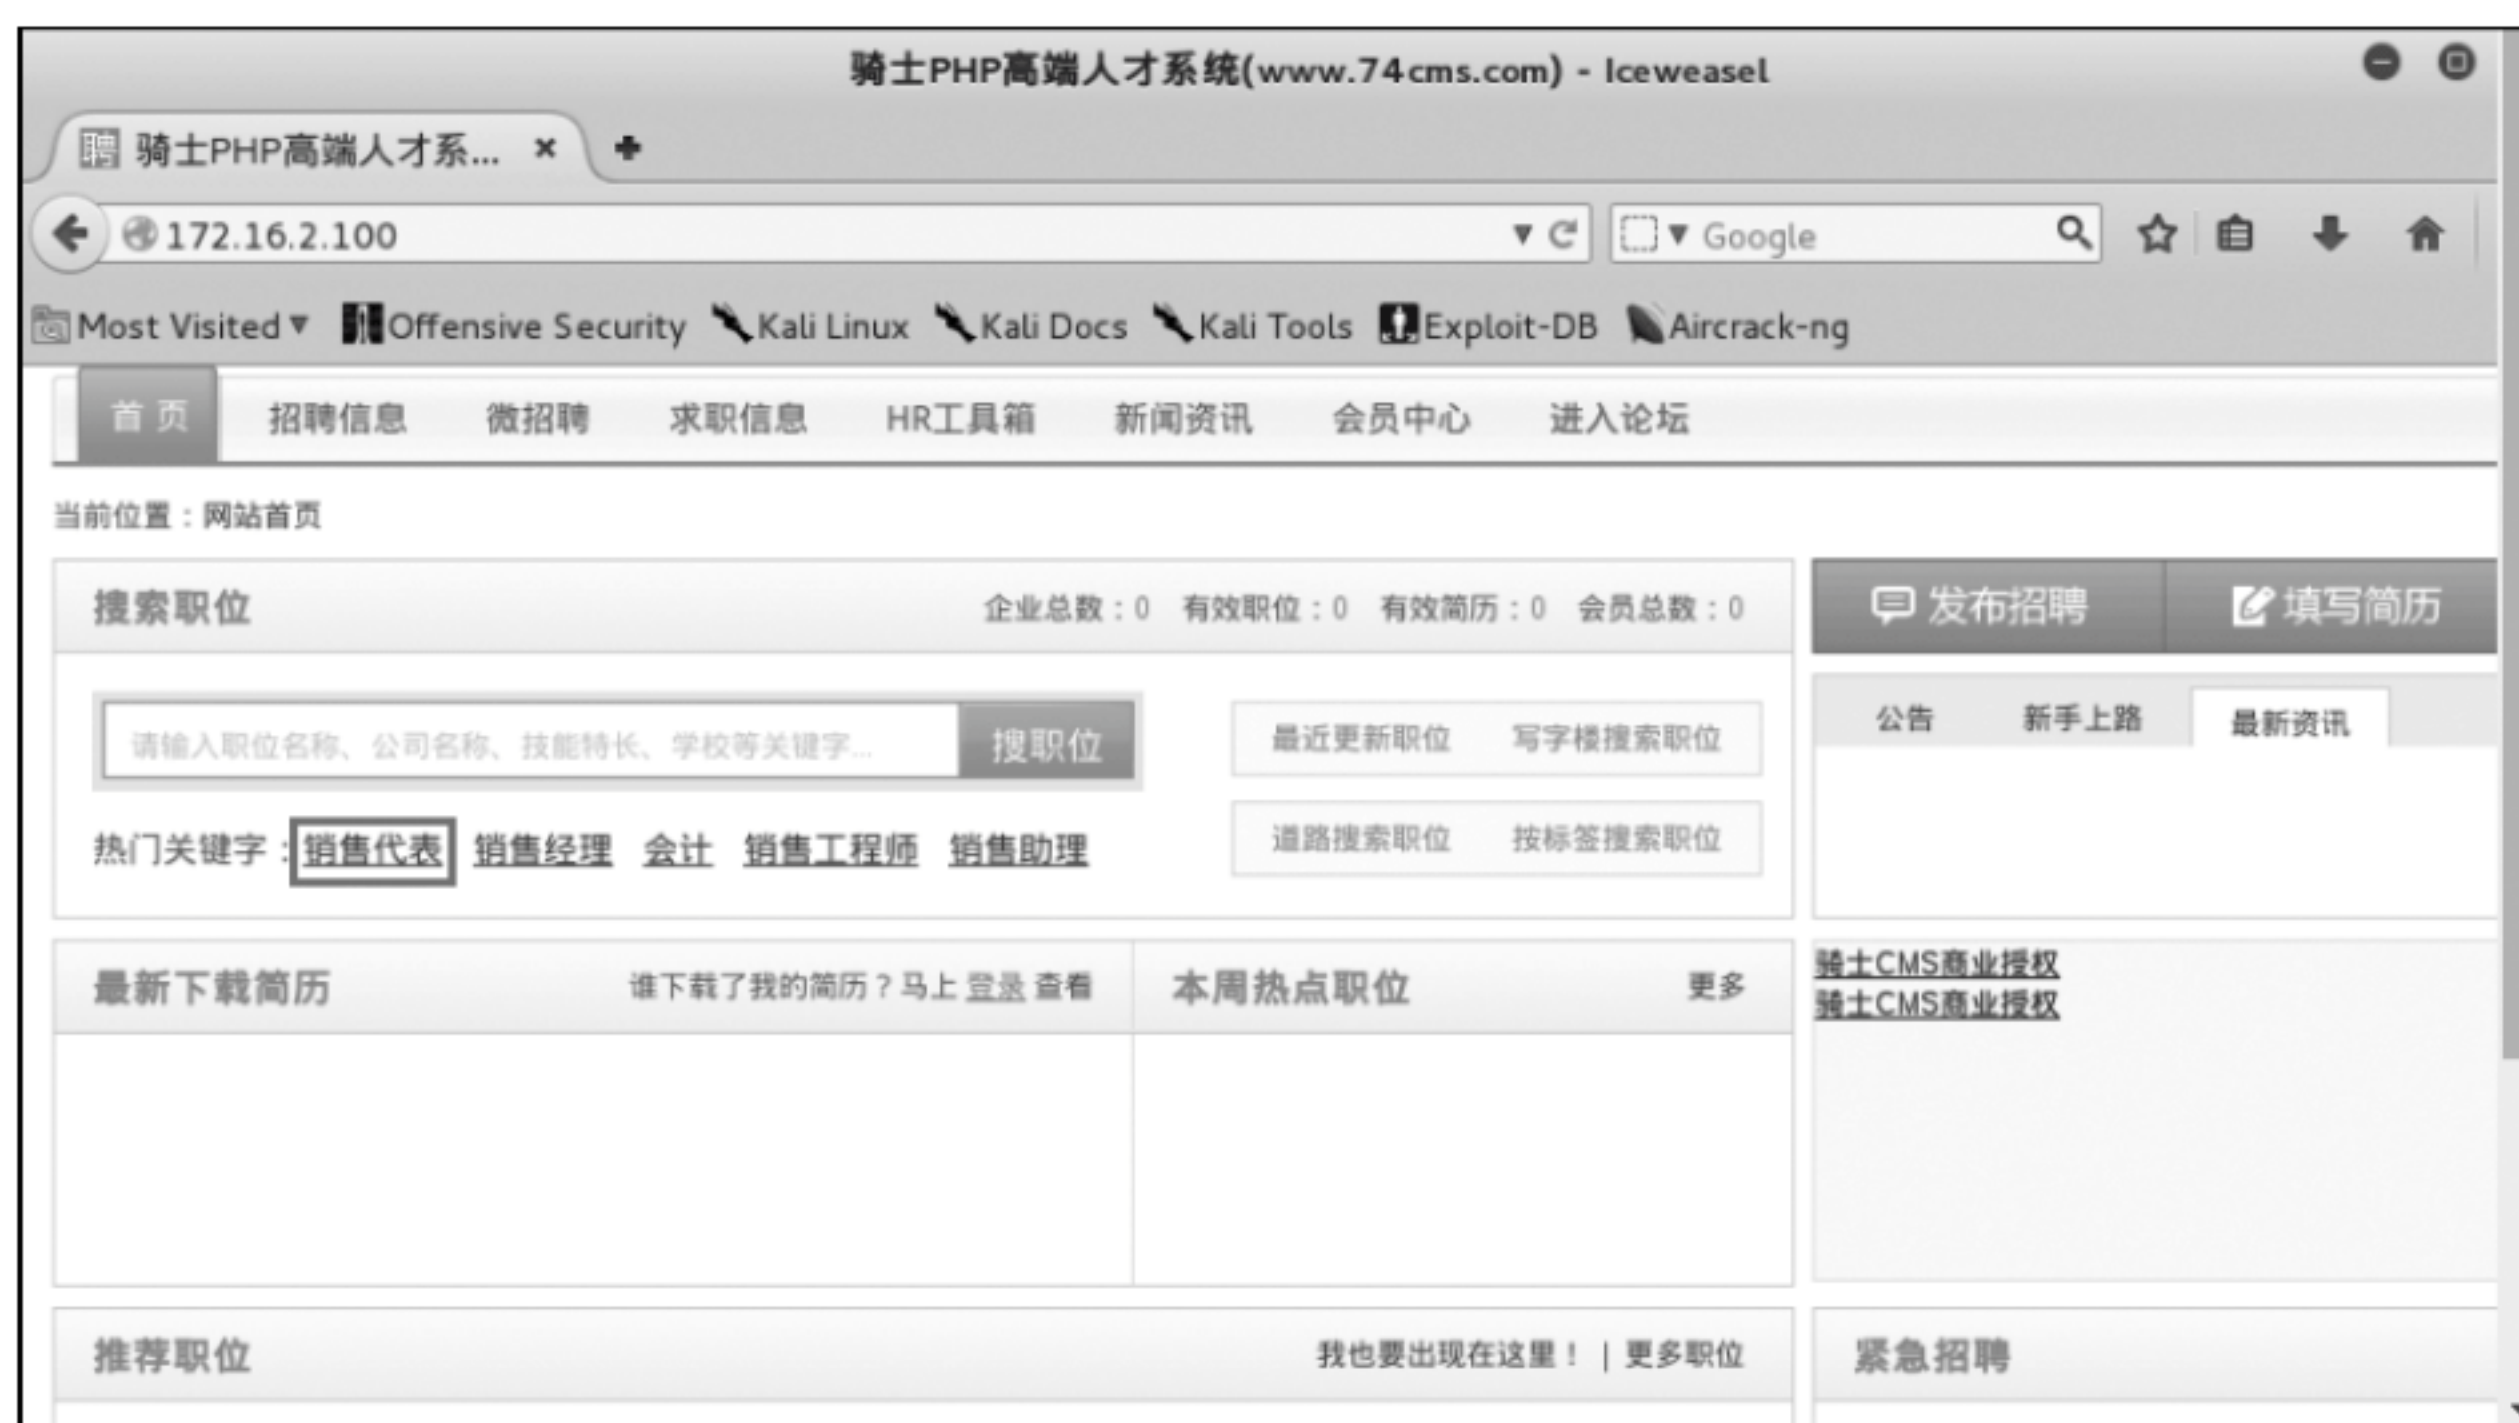 骑士PHP高端人才系统(www.74cms.com) - Iceweasel
聘 骑士PHP高端人才系...
172.16.2.100 Google
Most Visited Offensive Security Kali Linux Kali Docs Kali Tools Exploit-DB Aircrack-ng
首页 招聘信息 微招聘 求职信息 HR工具箱 新闻资讯 会员中心 进入论坛
当前位置：网站首页
搜索职位 企业总数：0 有效职位：0 有效简历：0 会员总数：0
发布招聘 填写简历
请输入职位名称、公司名称、技能特长、学校等关键字... 搜职位
最近更新职位 写字楼搜索职位
公告 新手上路 最新资讯
热门关键字：销售代表 销售经理 会计 销售工程师 销售助理
道路搜索职位 按标签搜索职位
最新下载简历 谁下载了我的简历？马上 登录 查看
本周热点职位 更多
骑士CMS商业授权
骑士CMS商业授权
推荐职位 我也要出现在这里！ | 更多职位
紧急招聘